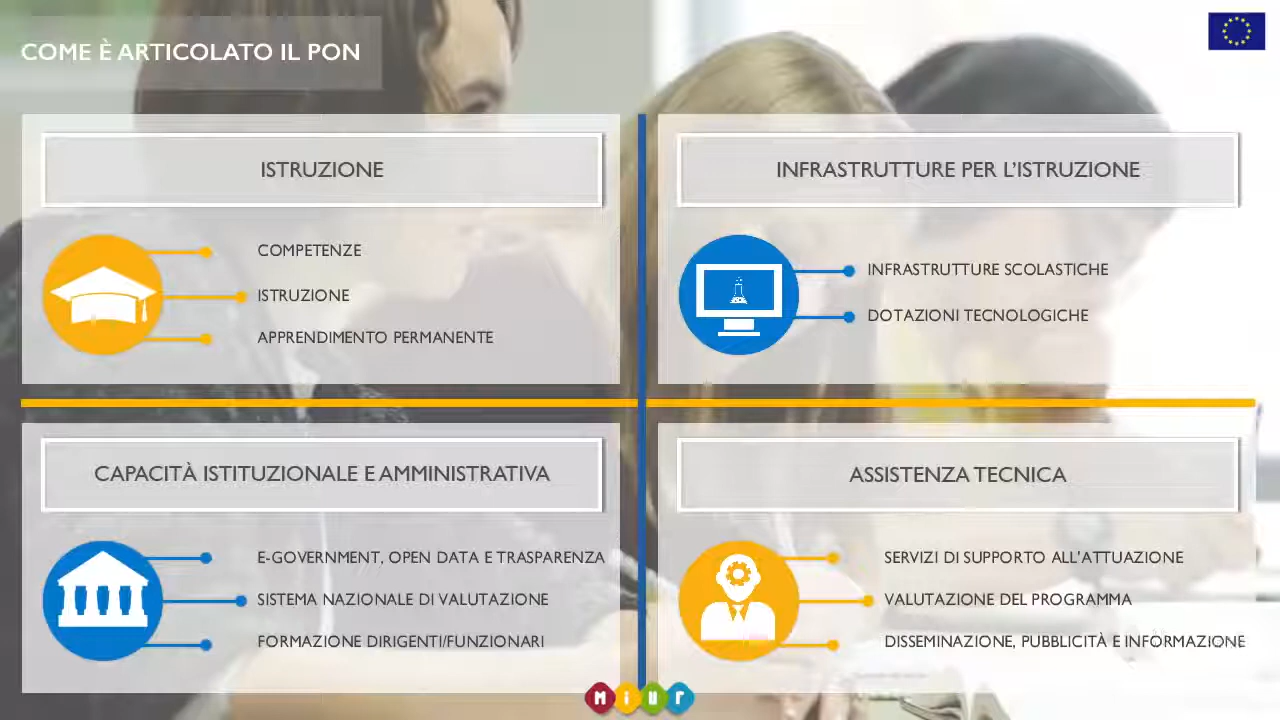 COME È ARTICOLATO IL PON
ISTRUZIONE
COMPETENZE
ISTRUZIONE
APPRENDIMENTO PERMANENTE
INFRASTRUTTURE PER L'ISTRUZIONE
INFRASTRUTTURE SCOLASTICHE
DOTAZIONI TECNOLOGICHE
CAPACITÀ ISTITUZIONALE E AMMINISTRATIVA
E-GOVERNMENT, OPEN DATA E TRASPARENZA
SISTEMA NAZIONALE DI VALUTAZIONE
FORMAZIONE DIRIGENTI/FUNZIONARI
ASSISTENZA TECNICA
SERVIZI DI SUPPORTO ALL'ATTUAZIONE
VALUTAZIONE DEL PROGRAMMA
DISSEMINAZIONE, PUBBLICITÀ E INFORMAZIONE
MiUr